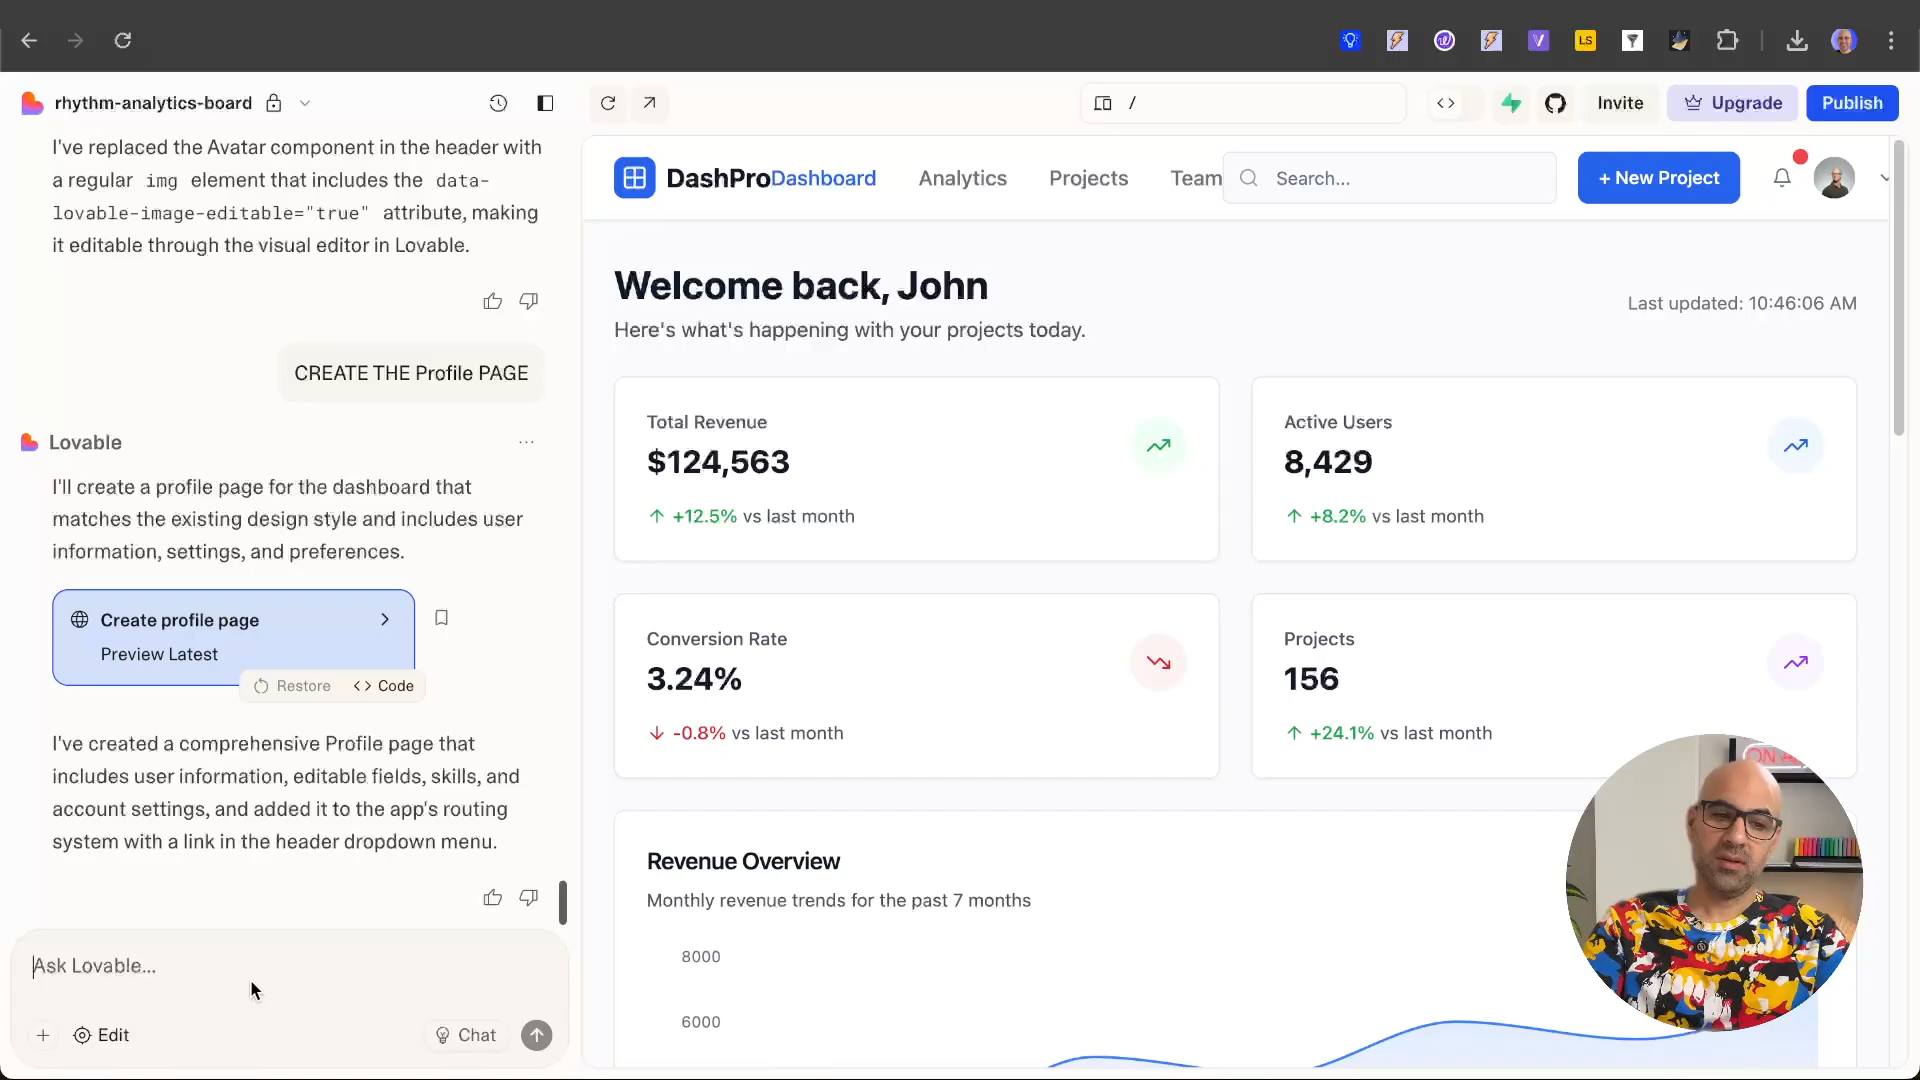 LS
rhythm-analytics-board
/
Invite
Upgrade
Publish
I've replaced the Avatar component in the header with
a regular img element that includes the data-
lovable-image-editable="true" attribute, making
it editable through the visual editor in Lovable.
CREATE THE Profile PAGE
Lovable
I'll create a profile page for the dashboard that
matches the existing design style and includes user
information, settings, and preferences.
Create profile page
Preview Latest
Restore
<> Code
I've created a comprehensive Profile page that
includes user information, editable fields, skills, and
account settings, and added it to the app's routing
system with a link in the header dropdown menu.
Ask Lovable...
+
Edit
Chat
DashPro
Dashboard
Analytics
Projects
Team
Search...
+ New Project
Welcome back, John
Here's what's happening with your projects today.
Last updated: 10:46:06 AM
Total Revenue
$124,563
+12.5% vs last month
Active Users
8,429
+8.2% vs last month
Conversion Rate
3.24%
-0.8% vs last month
Projects
156
+24.1% vs last month
Revenue Overview
Monthly revenue trends for the past 7 months
8000
6000